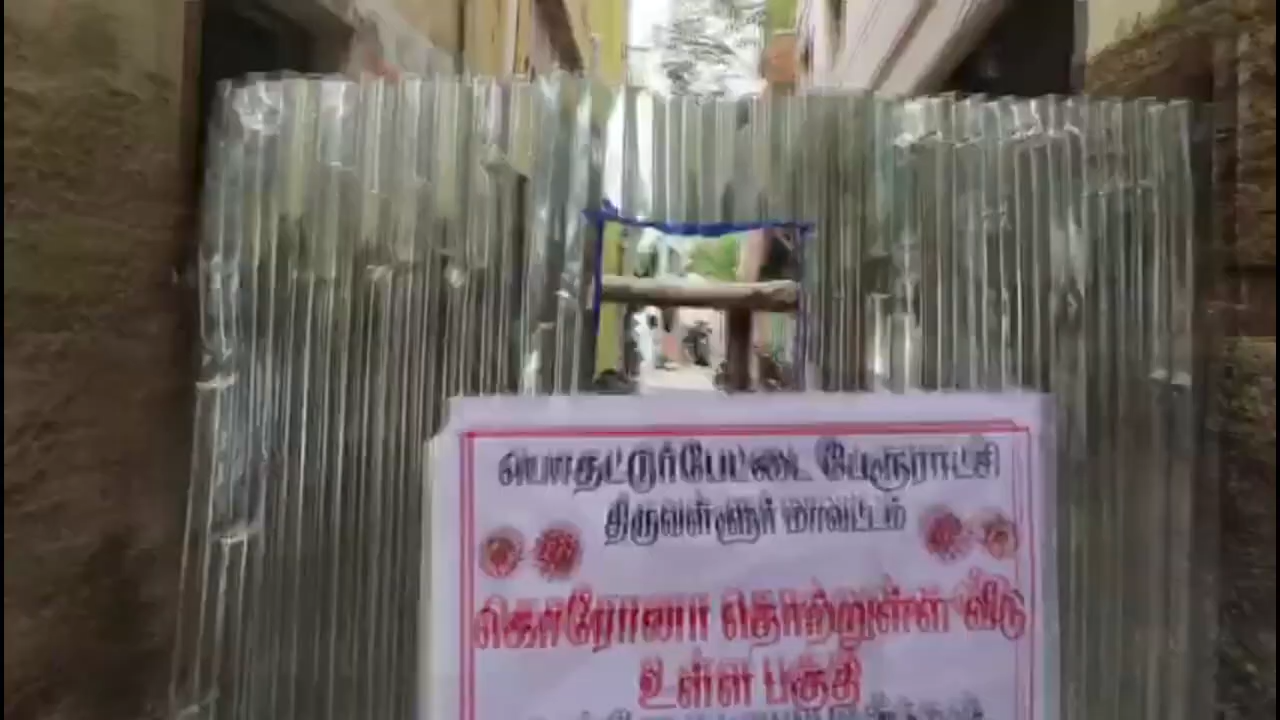 பொதட்டூர்பேட்டை பேரூராட்சி
திருவள்ளூர் மாவட்டம்
கொரோனா தொற்றுள்ள வீடு
உள்ள பகுதி